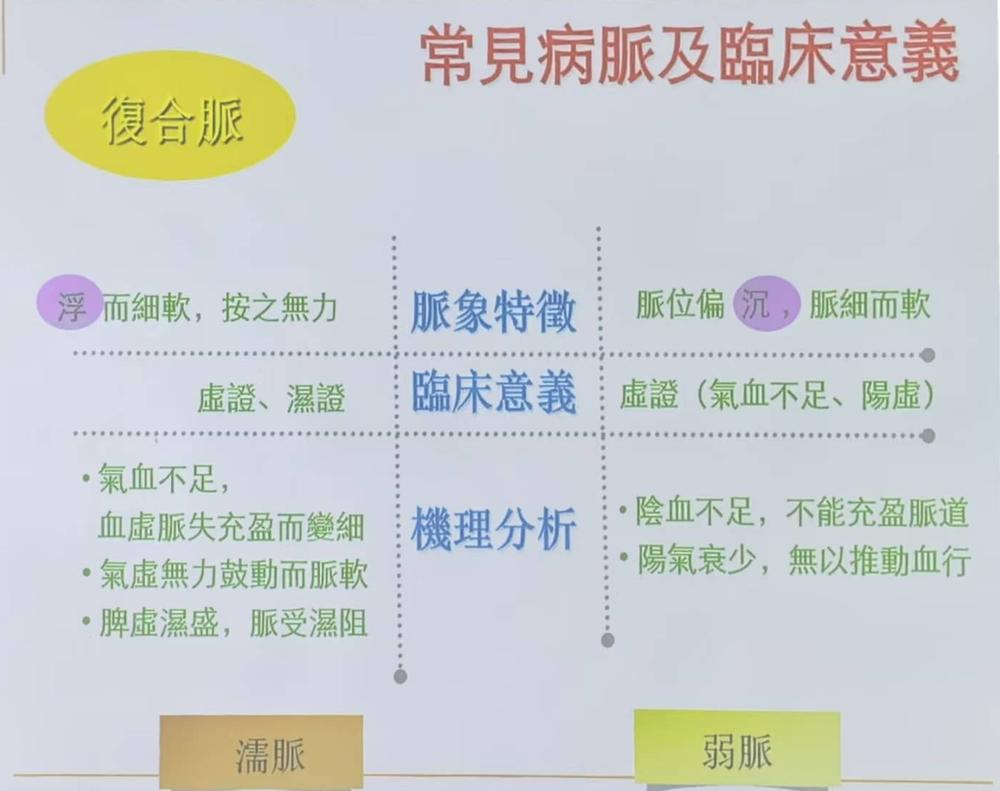 常見病脈及臨床意義
復合脈
浮而細軟，按之無力
脈象特徵
脈位偏沉，脈細而軟
虛證、濕證
臨床意義
虛證（氣血不足、陽虛）
•氣血不足，
血虛脈失充盈而變細
•氣虛無力鼓動而脈軟
•脾虛濕盛，脈受濕阻
機理分析
•陰血不足，不能充盈脈道
•陽氣衰少，無以推動血行
濡脈
弱脈